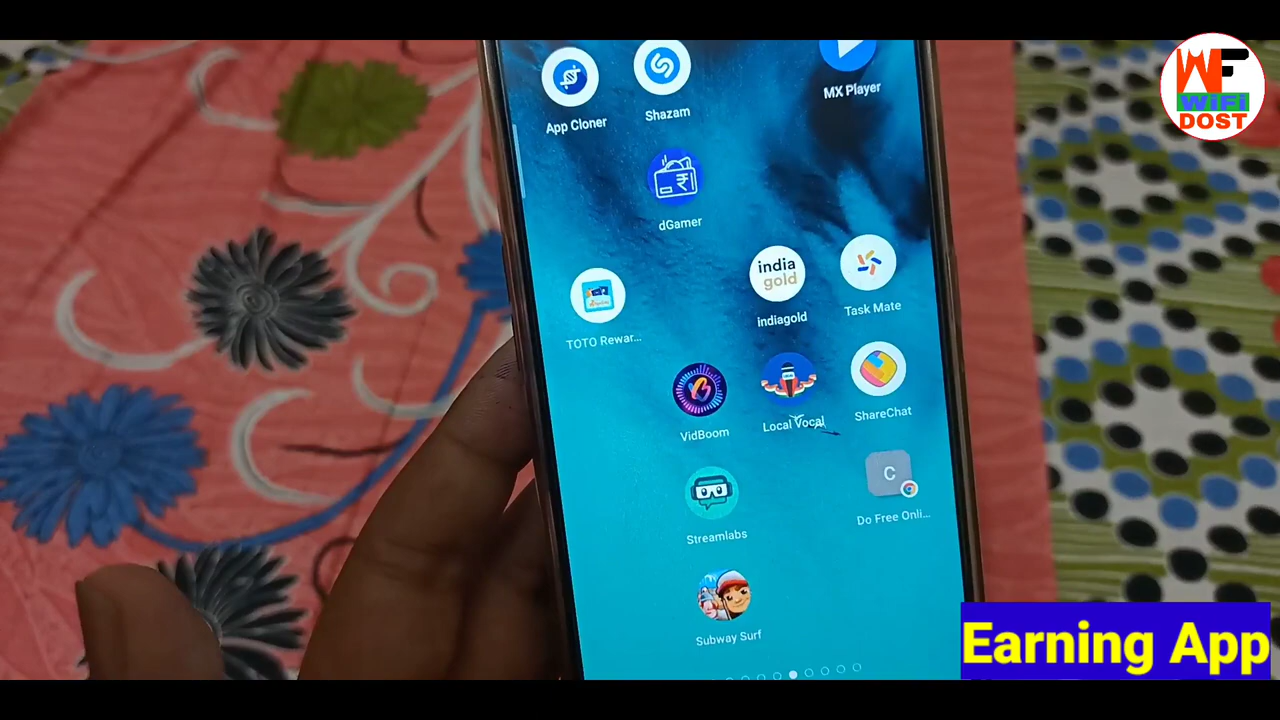 WF
WiFi
DOST
App Cloner
Shazam
MX Player
dGamer
₹
india
gold
indiagold
Task Mate
TOTO Rewar...
VidBoom
Local Vocal
ShareChat
C
Streamlabs
Do Free Onli...
Subway Surf
Earning App